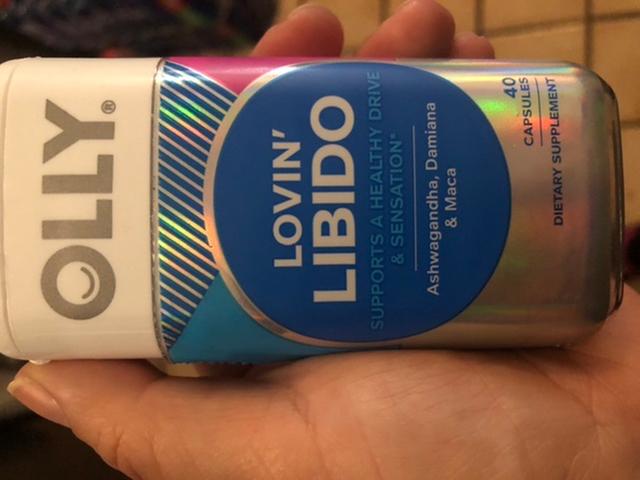 OLLY®
LOVIN'
LIBIDO
SUPPORTS A HEALTHY DRIVE
& SENSATION*
Ashwagandha, Damiana
& Maca
40
CAPSULES
DIETARY SUPPLEMENT